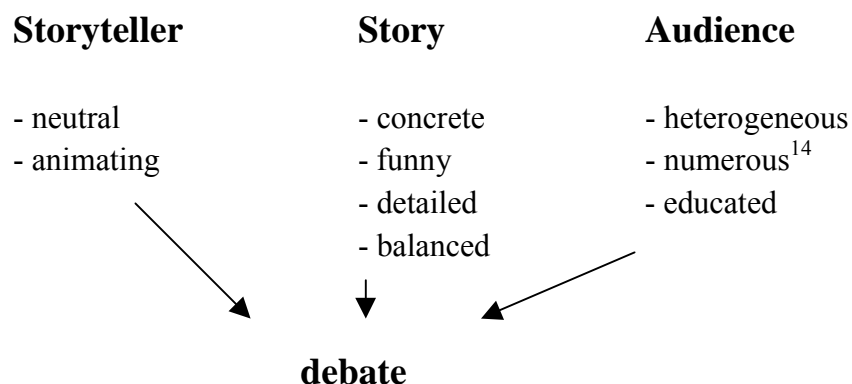 Storyteller Story Audience
- neutral - concrete - heterogeneous
- animating - funny - numerous14
- detailed - educated
- balanced
debate